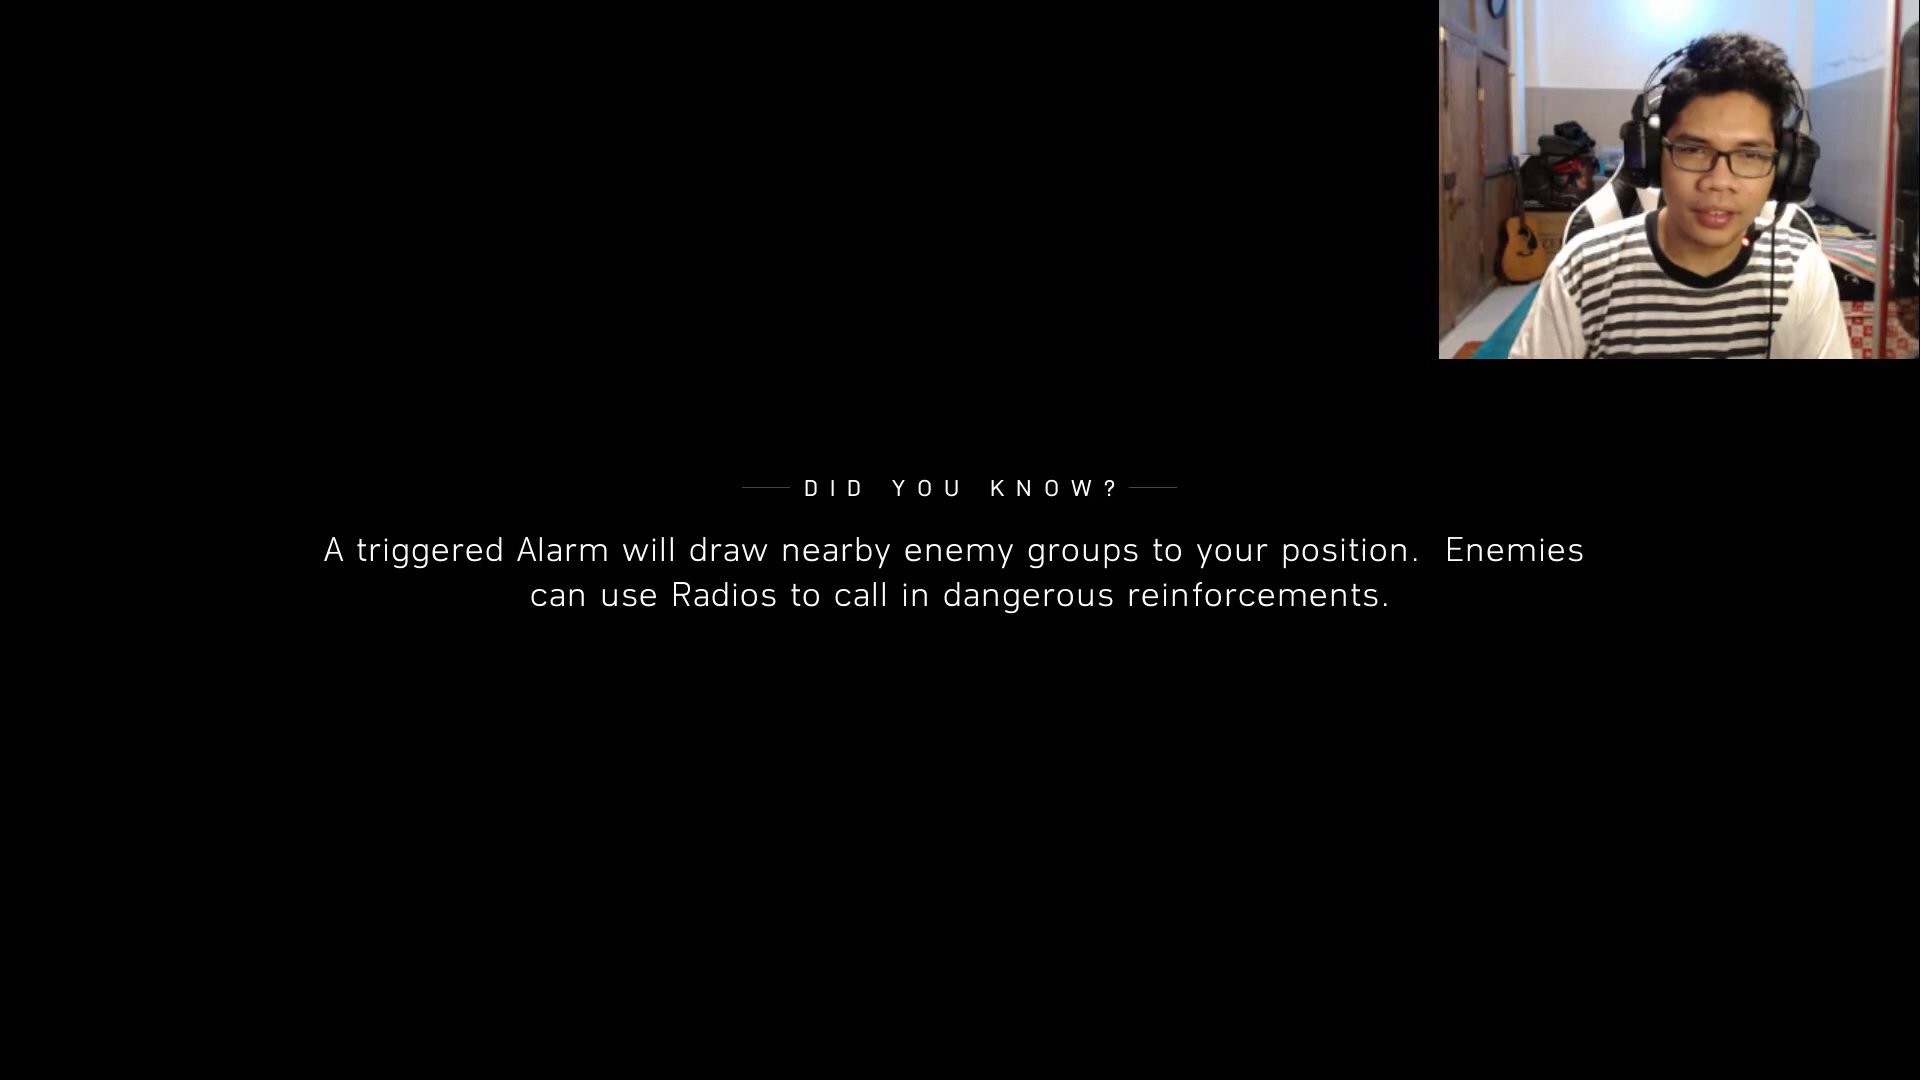 DID YOU KNOW?
A triggered Alarm will draw nearby enemy groups to your position.  Enemies
can use Radios to call in dangerous reinforcements.